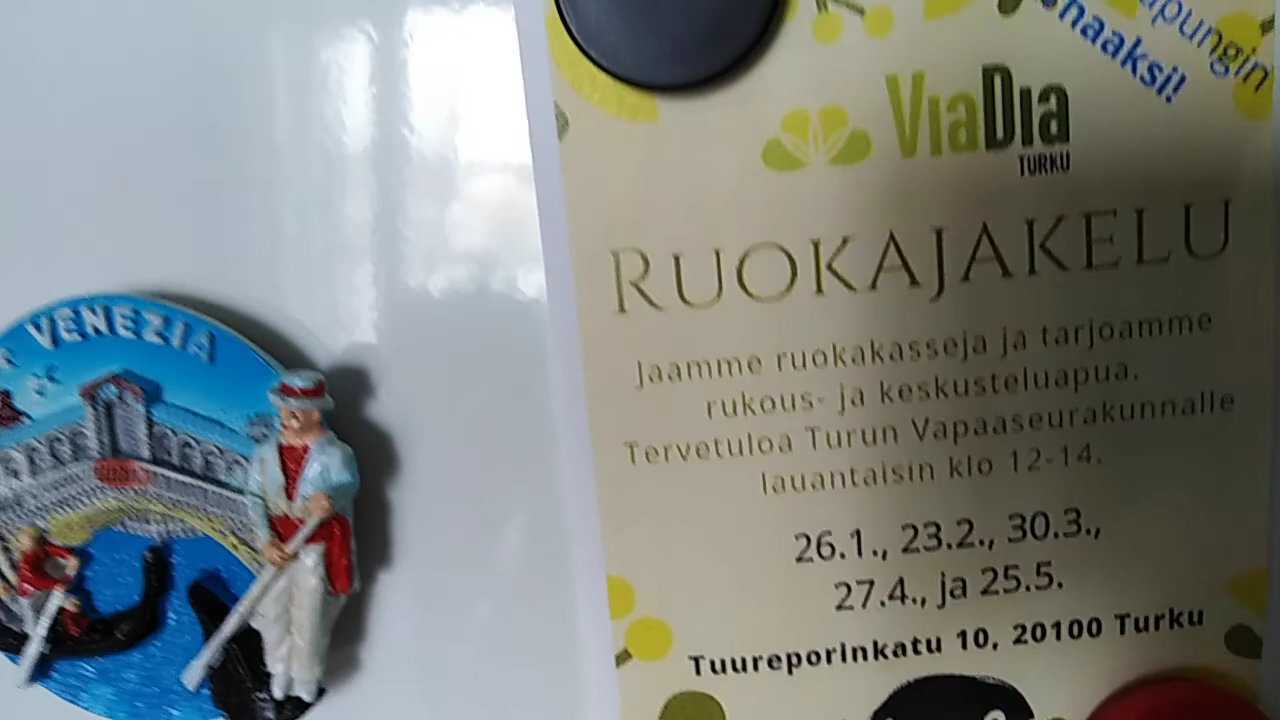 kaupungin
naaksi!
ViaDia
TURKU
RUOKAJAKELU
Jaamme ruokakasseja ja tarjoamme
rukous- ja keskusteluapua.
Tervetuloa Turun Vapaaseurakunnalle
lauantaisin klo 12-14.
26.1., 23.2., 30.3.,
27.4., ja 25.5.
Tuureporinkatu 10, 20100 Turku
VENEZIA